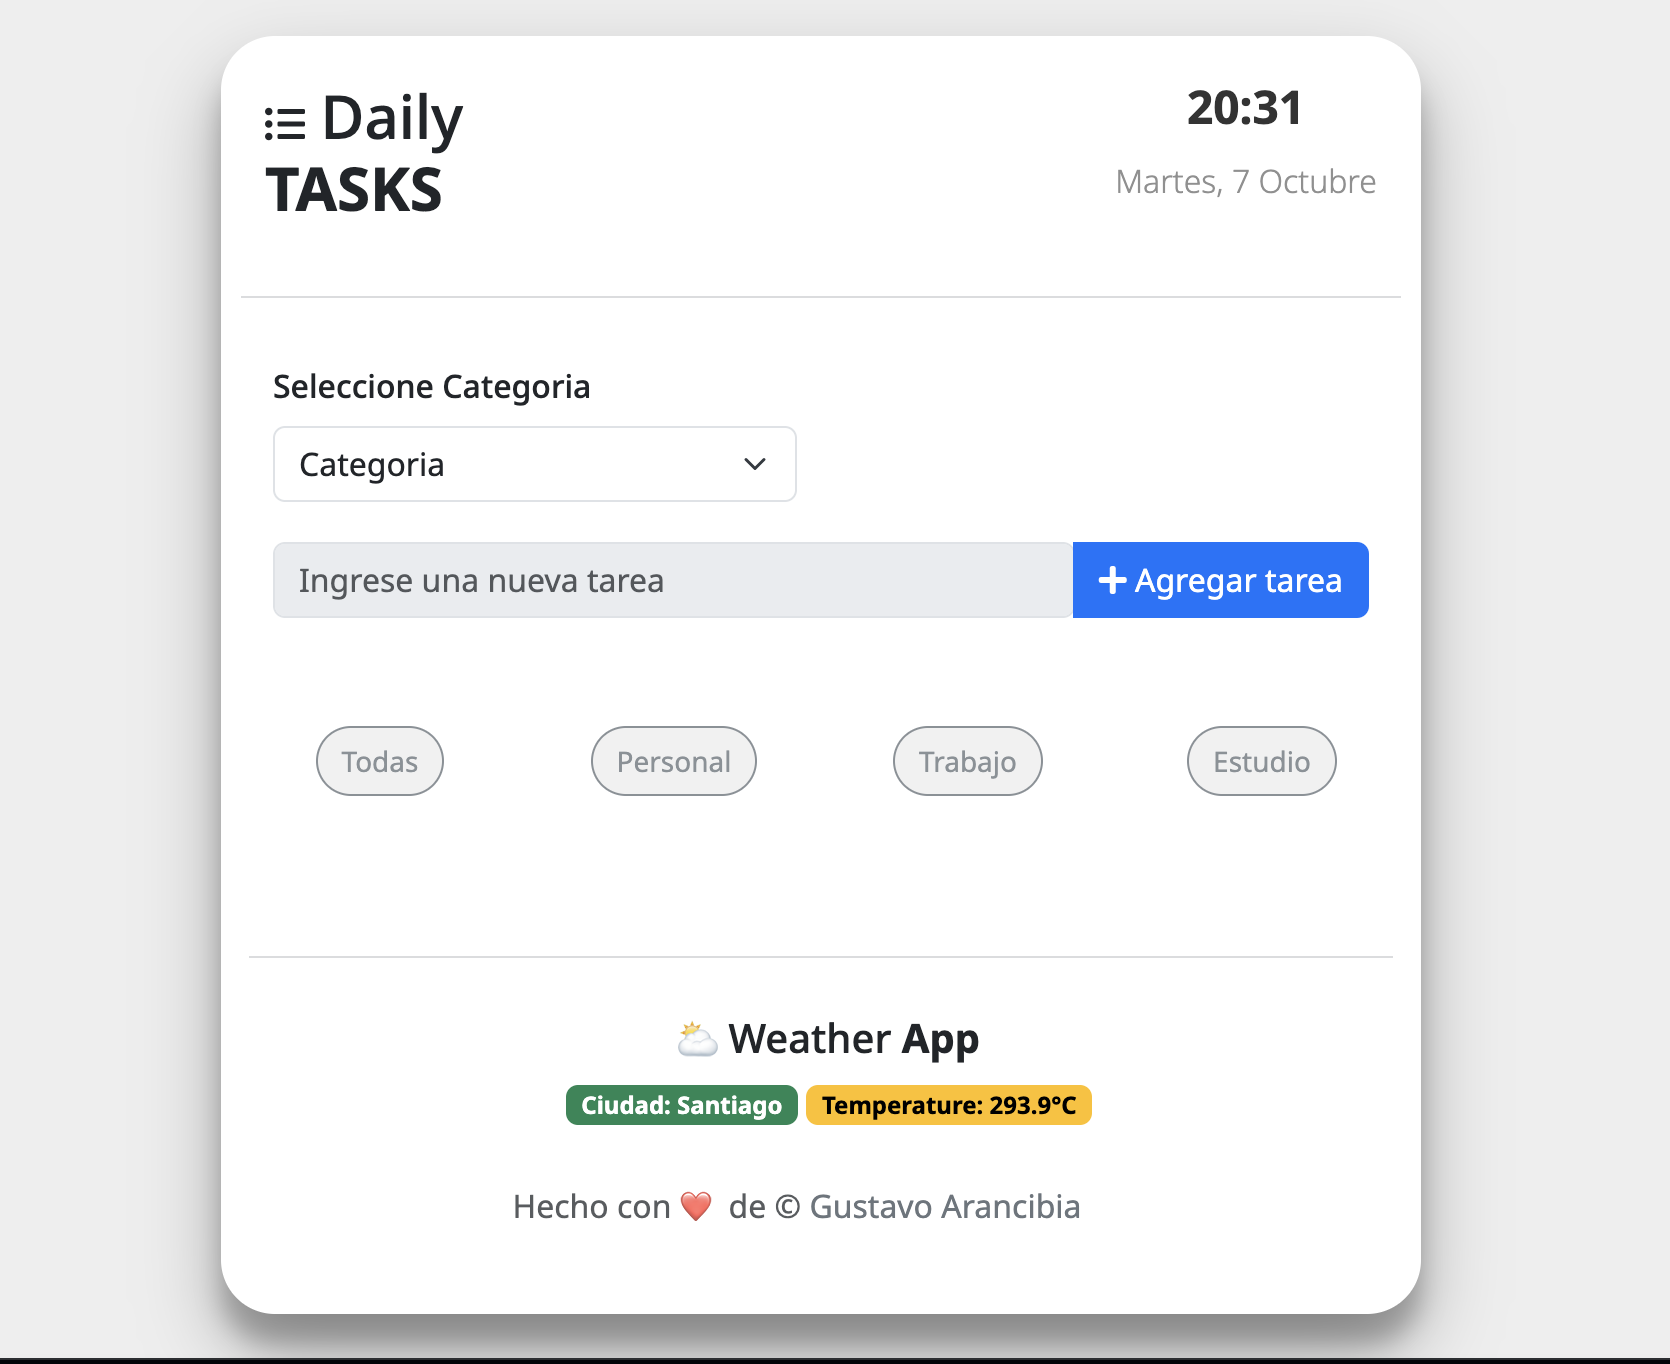 Daily
TASKS
20:31
Martes, 7 Octubre
Seleccione Categoria
Categoria
Ingrese una nueva tarea
Agregar tarea
Todas
Personal
Trabajo
Estudio
Weather App
Ciudad: Santiago
Temperature: 293.9°C
Hecho con ❤️ de © Gustavo Arancibia